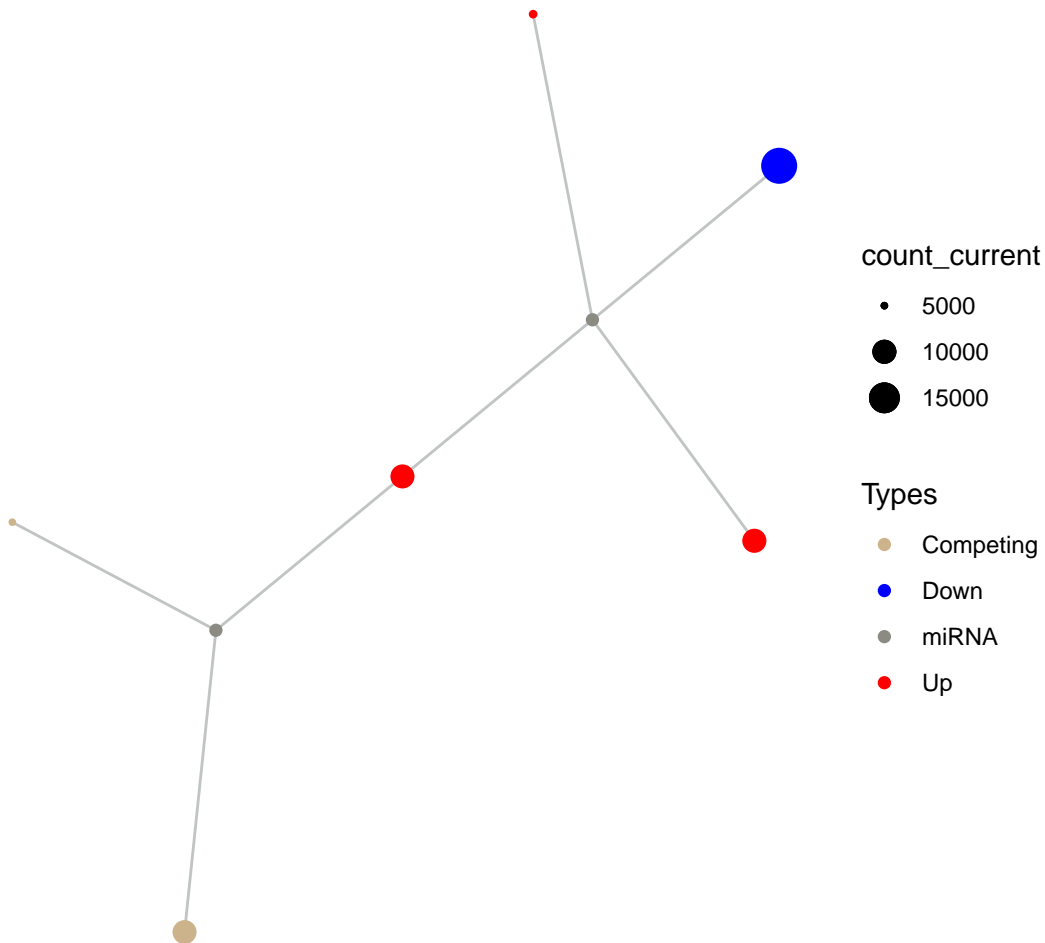 count_current
5000
10000
15000
Types
Competing
Down
miRNA
Up